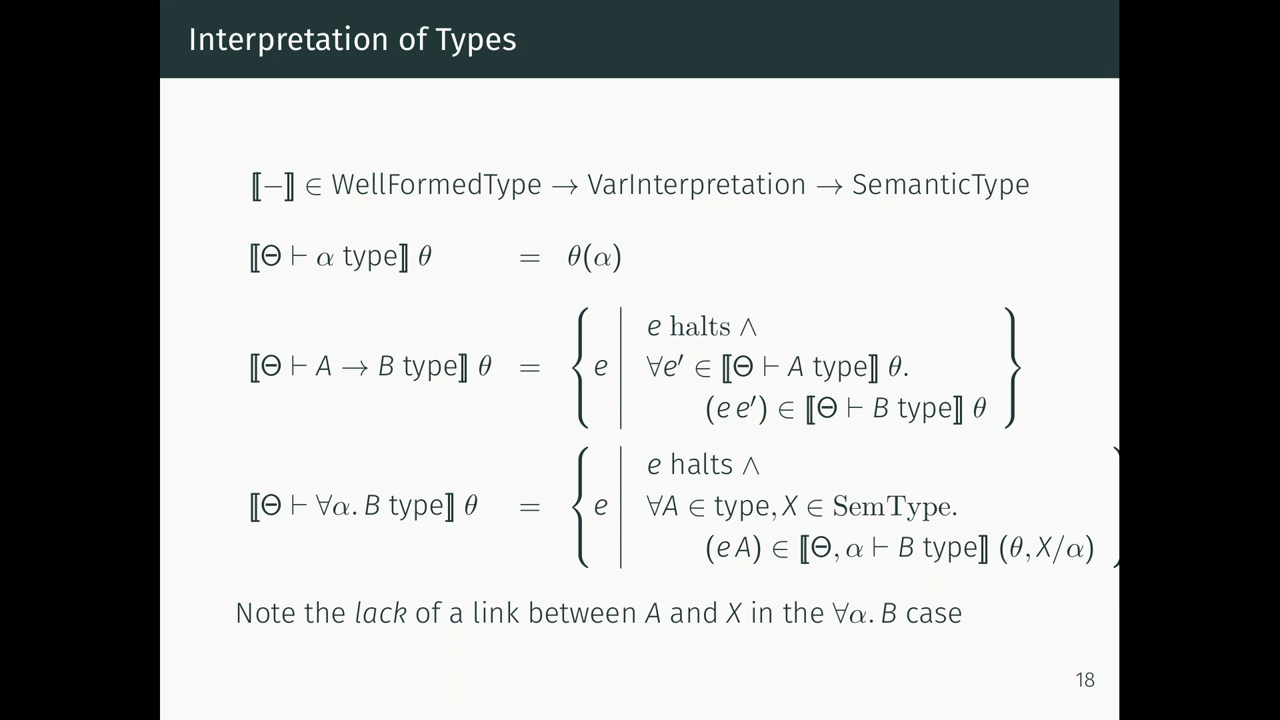 Interpretation of Types
⟦−⟧ ∈ WellFormedType → VarInterpretation → SemanticType
⟦Θ ⊢ α type⟧ θ = θ(α)
⟦Θ ⊢ A → B type⟧ θ = { e | e halts ∧
∀e′ ∈ ⟦Θ ⊢ A type⟧ θ.
(e e′) ∈ ⟦Θ ⊢ B type⟧ θ }
⟦Θ ⊢ ∀α. B type⟧ θ = { e | e halts ∧
∀A ∈ type, X ∈ SemType.
(e A) ∈ ⟦Θ, α ⊢ B type⟧ (θ, X/α) }
Note the lack of a link between A and X in the ∀α. B case
18